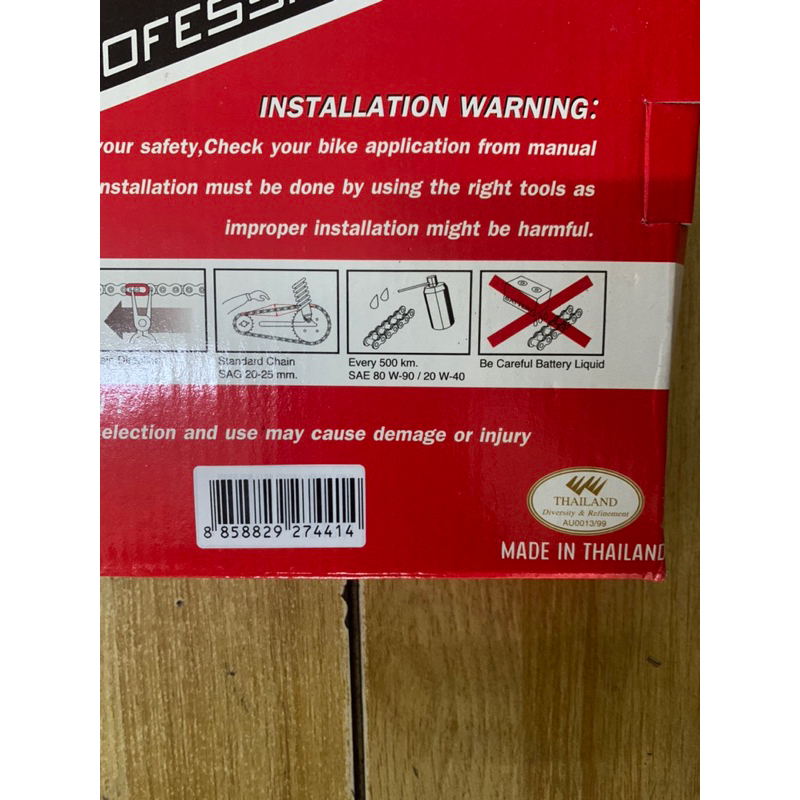 OFESS
INSTALLATION WARNING:
your safety,Check your bike application from manual
nstallation must be done by using the right tools as
improper installation might be harmful.
Standard Chain
SAG 20-25 mm.
Every 500 km.
SAE 80 W-90 / 20 W-40
Be Careful Battery Liquid
election and use may cause demage or injury
8 858829 274414
THAILAND
Diversity & Refinement
AU0013/99
MADE IN THAILAND